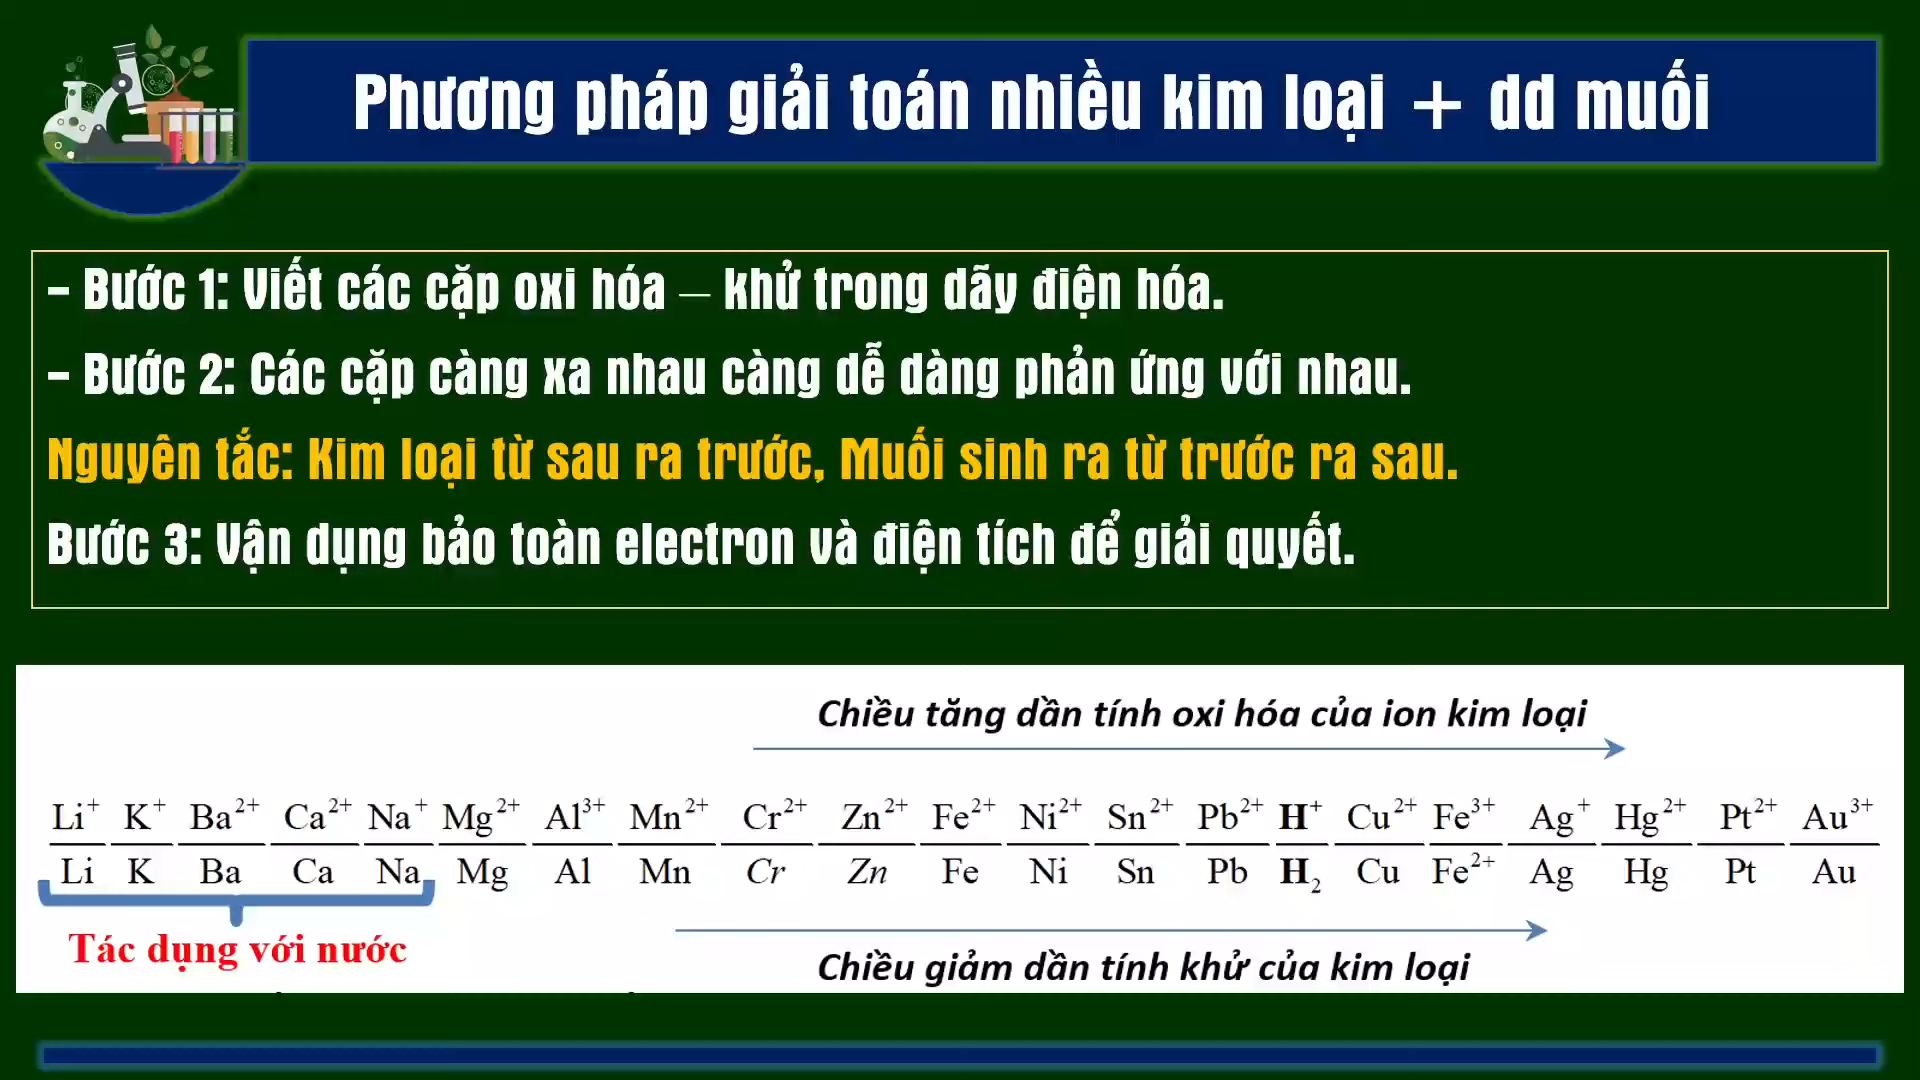 Phương pháp giải toán nhiều kim loại + dd muối
– Bước 1: Viết các cặp oxi hóa – khử trong dãy điện hóa.
– Bước 2: Các cặp càng xa nhau càng dễ dàng phản ứng với nhau.
Nguyên tắc: Kim loại từ sau ra trước, Muối sinh ra từ trước ra sau.
Bước 3: Vận dụng bảo toàn electron và điện tích để giải quyết.
Chiều tăng dần tính oxi hóa của ion kim loại
Li⁺ K⁺ Ba²⁺ Ca²⁺ Na⁺ Mg²⁺ Al³⁺ Mn²⁺ Cr²⁺ Zn²⁺ Fe²⁺ Ni²⁺ Sn²⁺ Pb²⁺ H⁺ Cu²⁺ Fe³⁺ Ag⁺ Hg²⁺ Pt²⁺ Au³⁺
Li K Ba Ca Na Mg Al Mn Cr Zn Fe Ni Sn Pb H₂ Cu Fe²⁺ Ag Hg Pt Au
Tác dụng với nước
Chiều giảm dần tính khử của kim loại